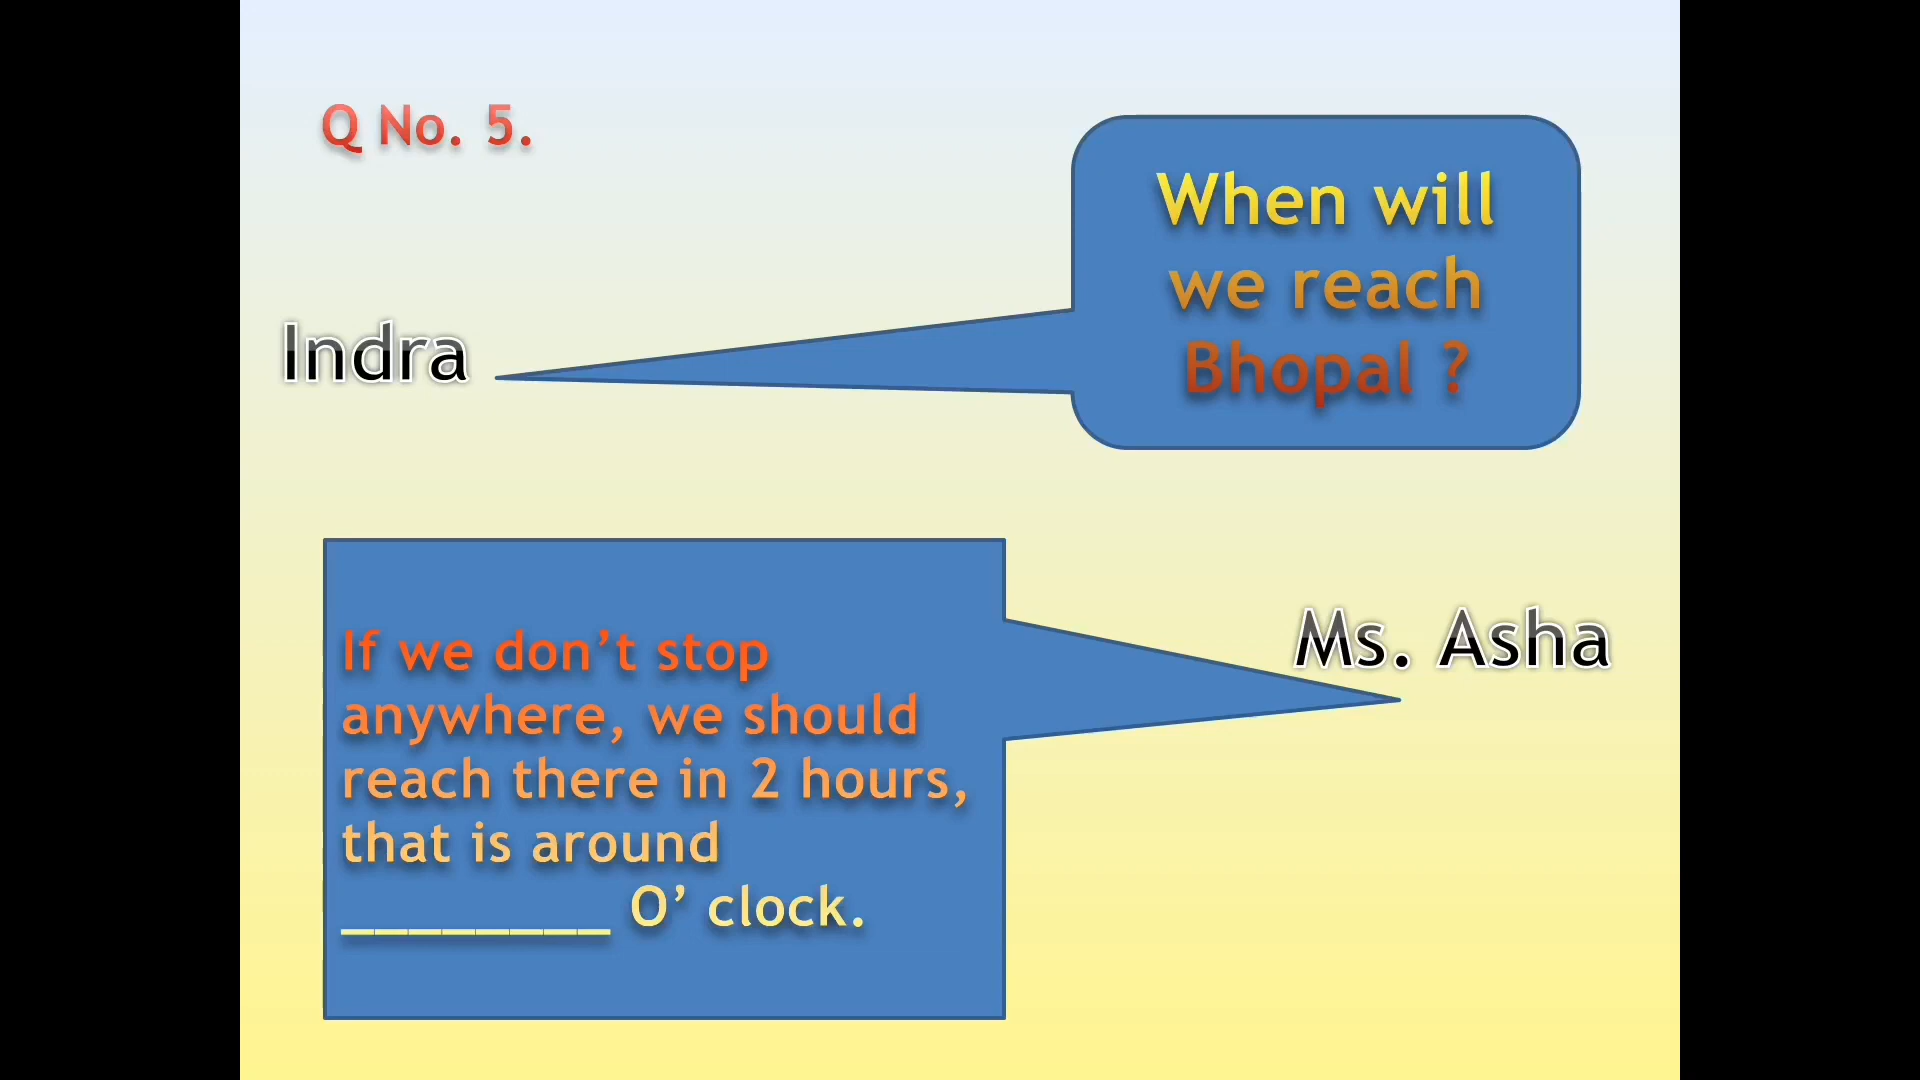 Q No. 5.
When will
we reach
Bhopal ?
Indra
If we don’t stop
anywhere, we should
reach there in 2 hours,
that is around
________ O’ clock.
Ms. Asha